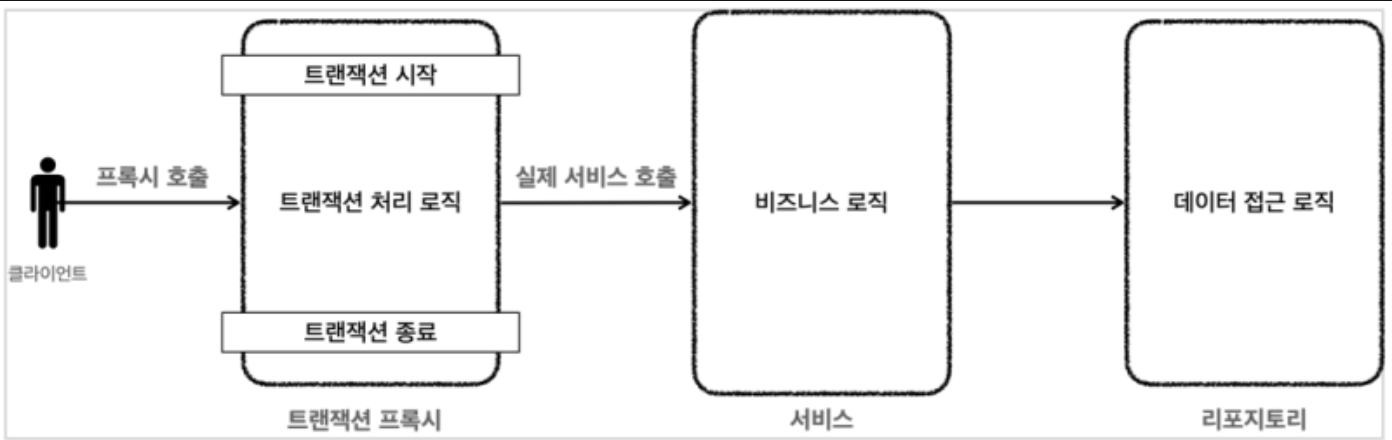 트랜잭션 시작
프록시 호출
실제 서비스 호출
트랜잭션 처리 로직
비즈니스 로직
데이터 접근 로직
클라이언트
트랜잭션 종료
트랜잭션 프록시
서비스
리포지토리